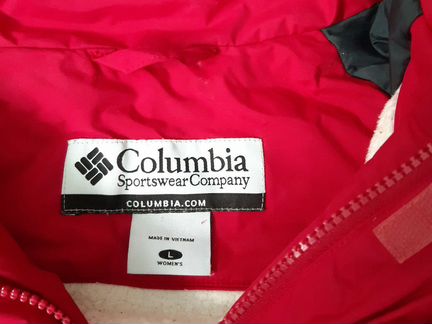 Columbia
Sportswear Company
COLUMBIA.COM
MADE IN VIETNAM
L
WOMEN'S